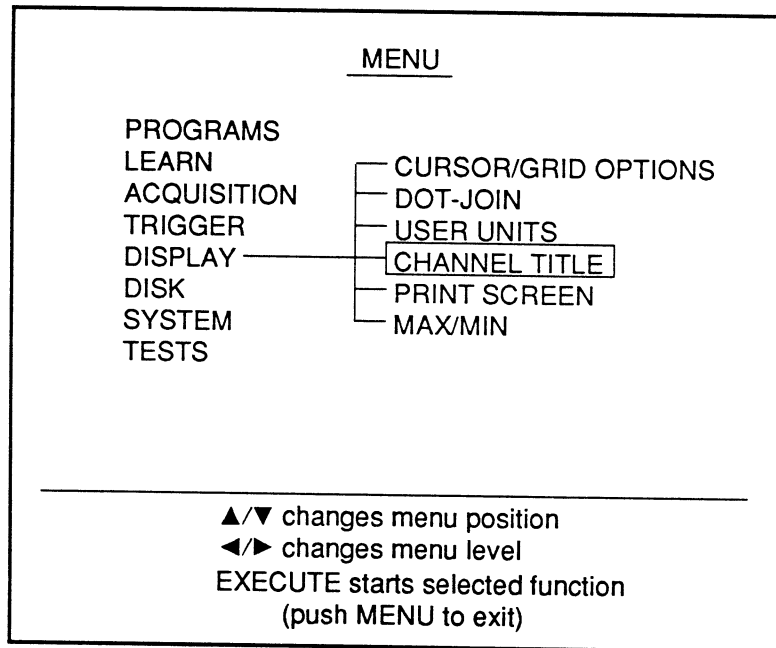 MENU
PROGRAMS
LEARN
ACQUISITION
TRIGGER
DISPLAY
DISK
SYSTEM
TESTS
CURSOR/GRID OPTIONS
DOT-JOIN
USER UNITS
CHANNEL TITLE
PRINT SCREEN
MAX/MIN
▲/▼ changes menu position
◀/▶ changes menu level
EXECUTE starts selected function
(push MENU to exit)